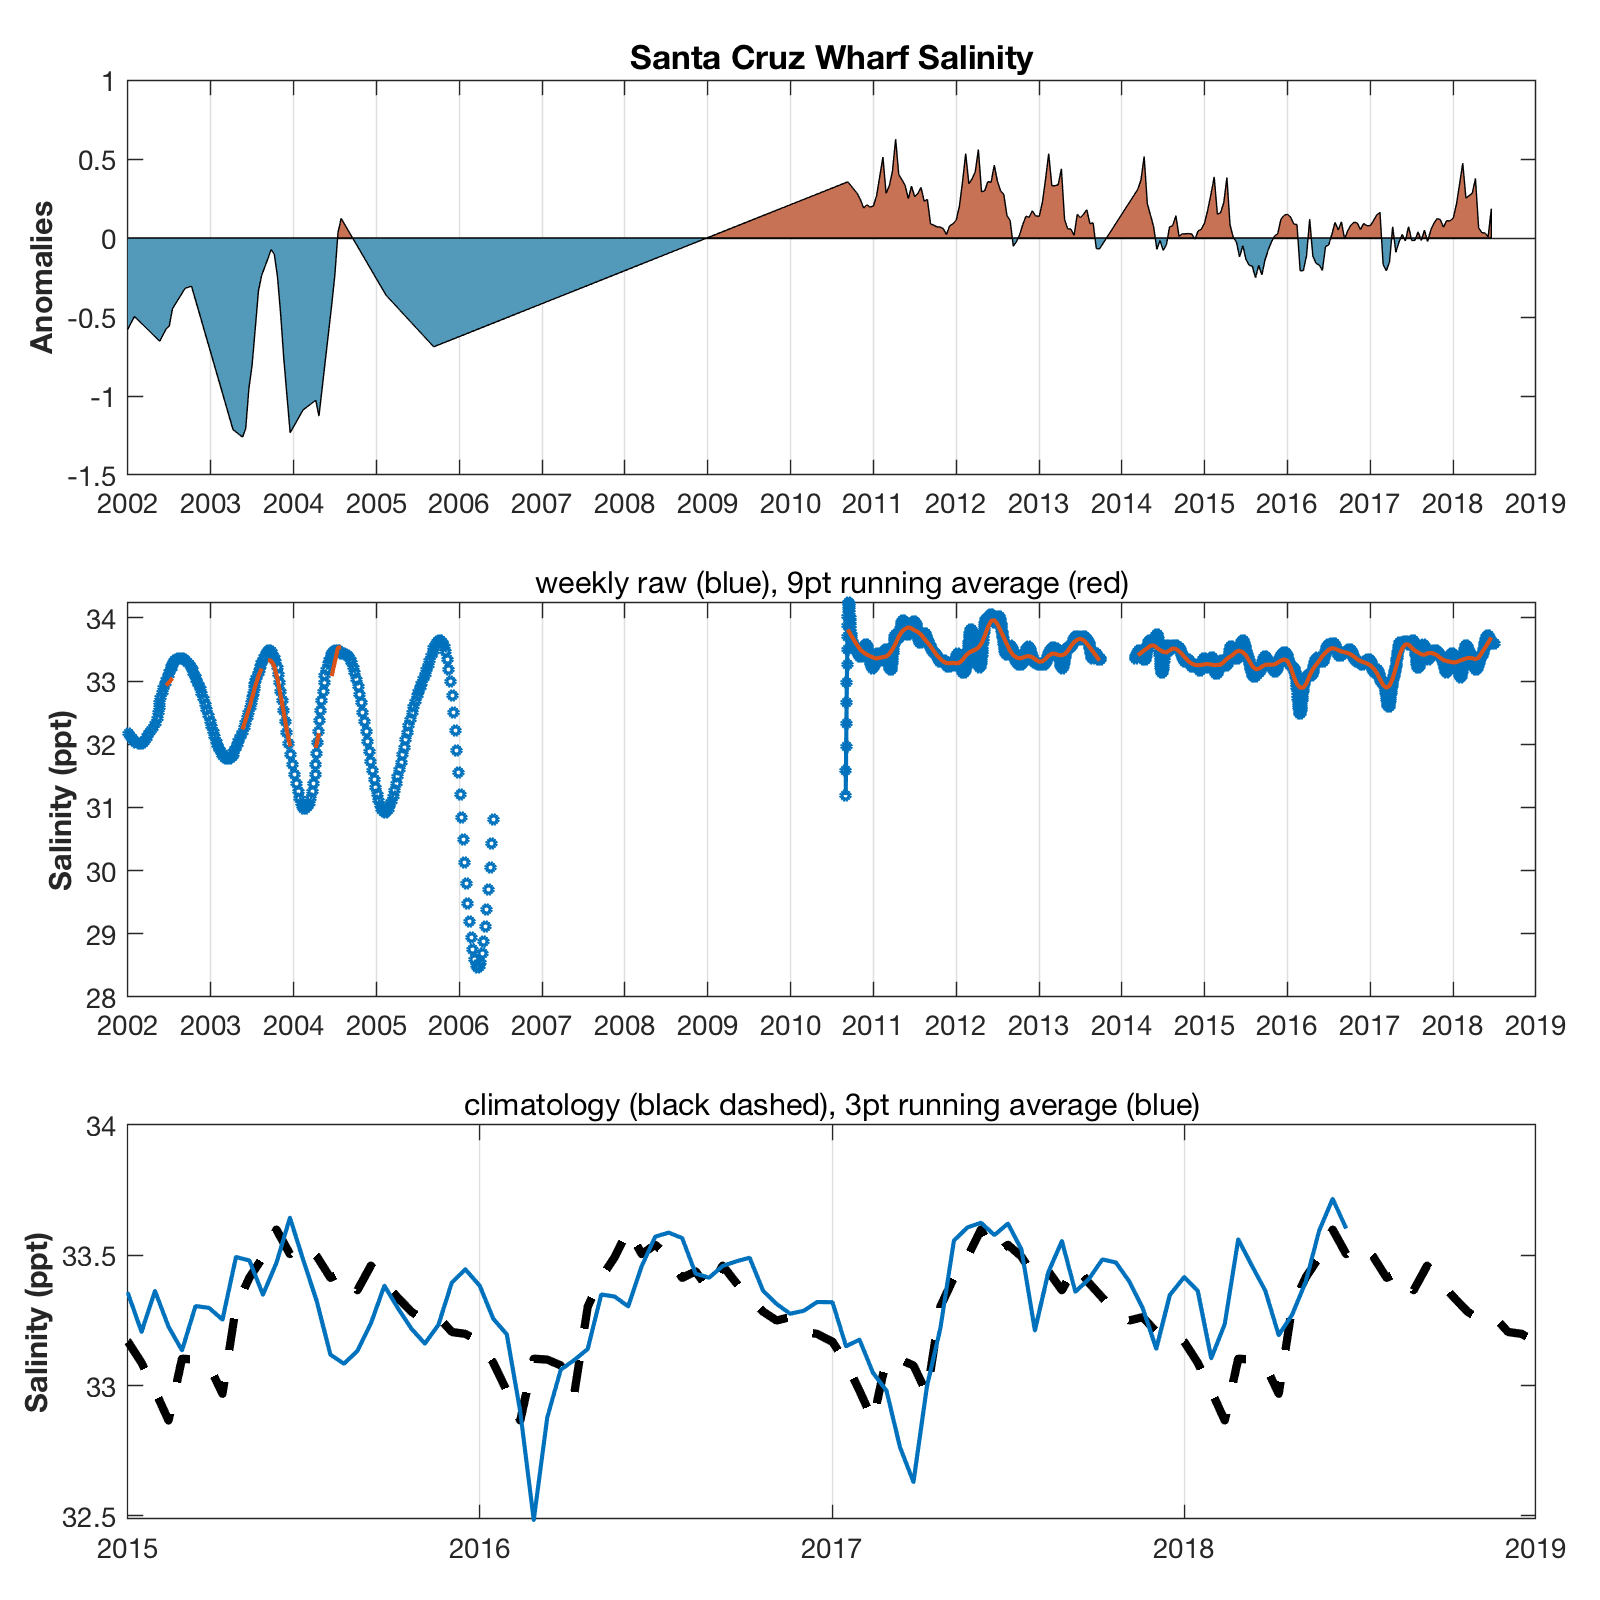 Santa Cruz Wharf Salinity
Anomalies
1
0.5
0
-0.5
-1
-1.5
2002 2003 2004 2005 2006 2007 2008 2009 2010 2011 2012 2013 2014 2015 2016 2017 2018 2019
weekly raw (blue), 9pt running average (red)
Salinity (ppt)
34
33
32
31
30
29
28
2002 2003 2004 2005 2006 2007 2008 2009 2010 2011 2012 2013 2014 2015 2016 2017 2018 2019
climatology (black dashed), 3pt running average (blue)
Salinity (ppt)
34
33.5
33
32.5
2015 2016 2017 2018 2019